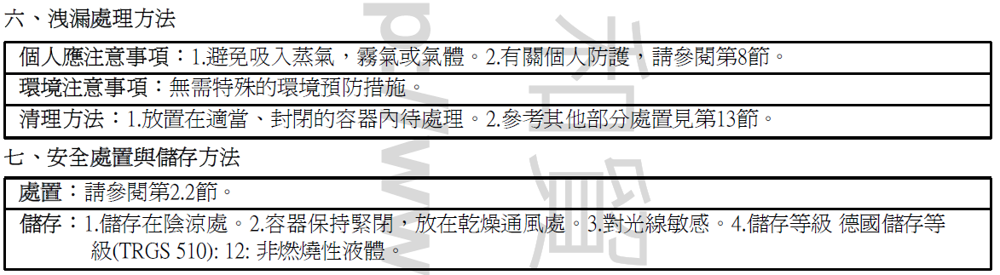 六、洩漏處理方法
個人應注意事項：1.避免吸入蒸氣，霧氣或氣體。2.有關個人防護，請參閱第8節。
環境注意事項：無需特殊的環境預防措施。
清理方法：1.放置在適當、封閉的容器內待處理。2.參考其他部分處置見第13節。
七、安全處置與儲存方法
處置：請參閱第2.2節。
儲存：1.儲存在陰涼處。2.容器保持緊閉，放在乾燥通風處。3.對光線敏感。4.儲存等級 德國儲存等
級(TRGS 510): 12: 非燃燒性液體。